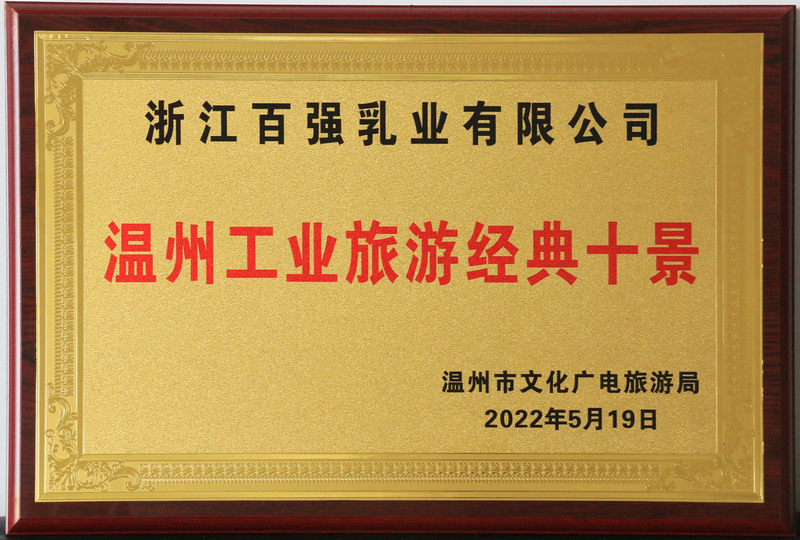 浙江百强乳业有限公司
温州工业旅游经典十景
温州市文化广电旅游局
2022年5月19日